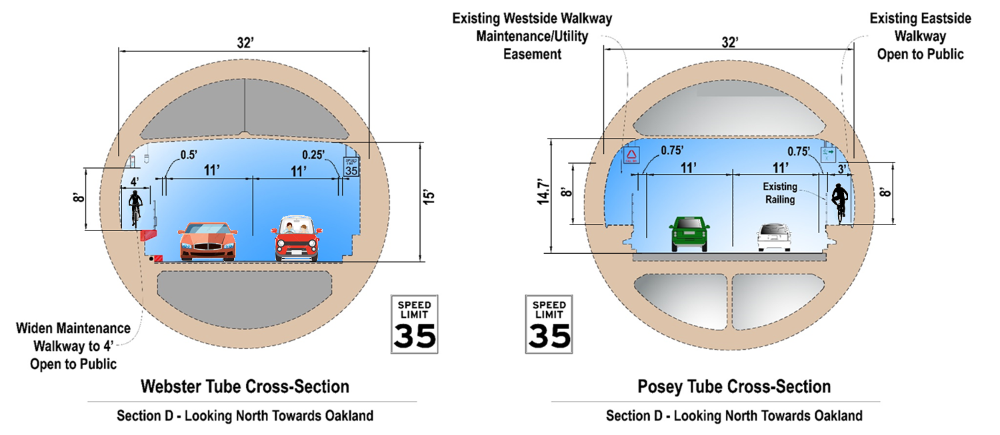 32’
0.5’
0.25’
SPEED
LIMIT
35
11’
11’
4’
8’
15’
Widen Maintenance
Walkway to 4’
Open to Public
SPEED
LIMIT
35
Webster Tube Cross-Section
Section D - Looking North Towards Oakland
Existing Westside Walkway
Maintenance/Utility
Easement
Existing Eastside
Walkway
Open to Public
32’
0.75’
0.75’
11’
11’
3’
14.7’
8’
8’
Existing
Railing
SPEED
LIMIT
35
Posey Tube Cross-Section
Section D - Looking North Towards Oakland